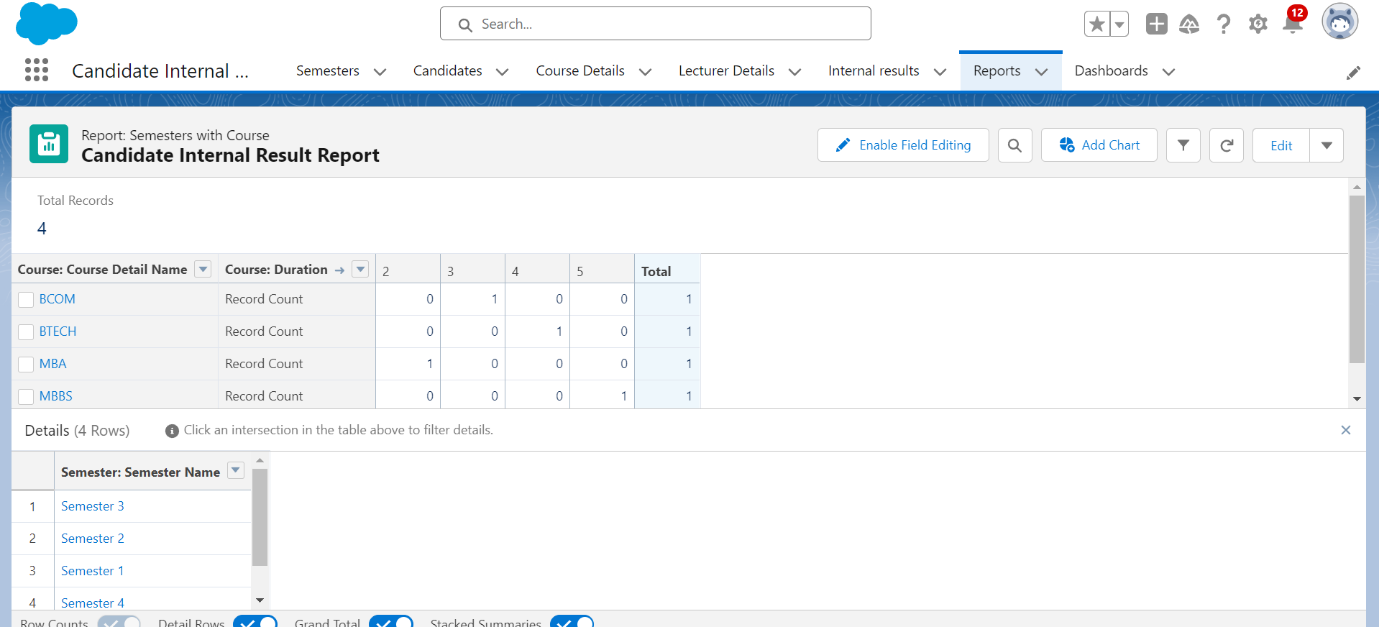 Search...
12
Candidate Internal ...
Semesters
Candidates
Course Details
Lecturer Details
Internal results
Reports
Dashboards
Report: Semesters with Course
Candidate Internal Result Report
Enable Field Editing
Add Chart
Edit
Total Records
4
Course: Course Detail Name Course: Duration → 2 3 4 5 Total
BCOM Record Count 0 1 0 0 1
BTECH Record Count 0 0 1 0 1
MBA Record Count 1 0 0 0 1
MBBS Record Count 0 0 0 1 1
Details (4 Rows) Click an intersection in the table above to filter details.
Semester: Semester Name
1 Semester 3
2 Semester 2
3 Semester 1
4 Semester 4
Row Counts Detail Rows Grand Total Stacked Summaries